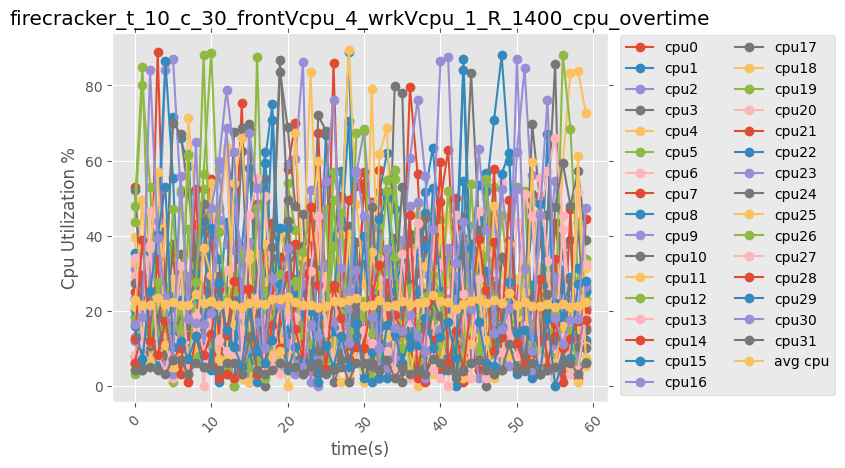 firecracker_t_10_c_30_frontVcpu_4_wrkVcpu_1_R_1400_cpu_overtime
Cpu Utilization %
80
60
40
20
0
0
10
20
30
40
50
60
time(s)
cpu0
cpu1
cpu2
cpu3
cpu4
cpu5
cpu6
cpu7
cpu8
cpu9
cpu10
cpu11
cpu12
cpu13
cpu14
cpu15
cpu16
cpu17
cpu18
cpu19
cpu20
cpu21
cpu22
cpu23
cpu24
cpu25
cpu26
cpu27
cpu28
cpu29
cpu30
cpu31
avg cpu